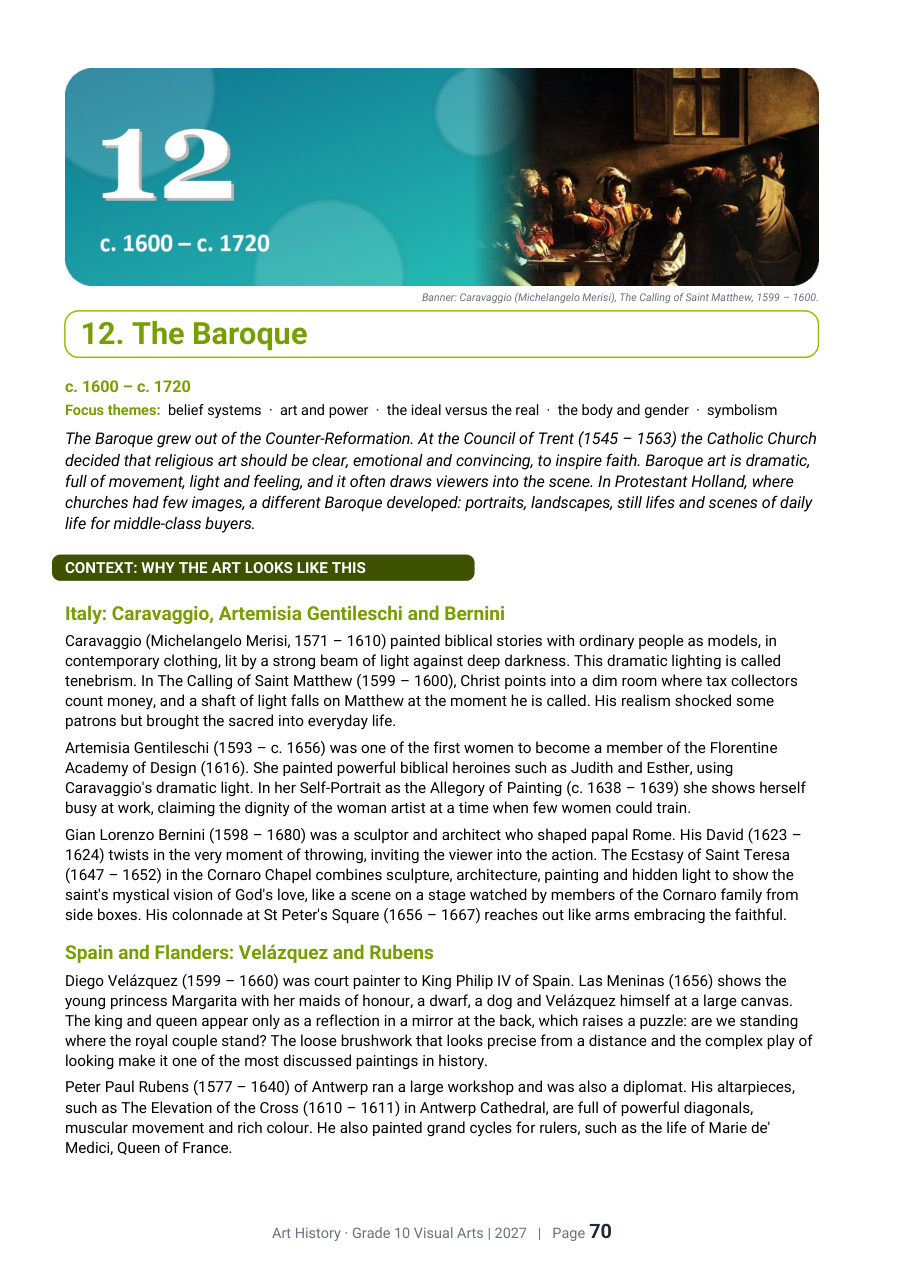 12
c. 1600 – c. 1720
Banner: Caravaggio (Michelangelo Merisi), The Calling of Saint Matthew, 1599 – 1600.
12. The Baroque
c. 1600 – c. 1720
Focus themes: belief systems · art and power · the ideal versus the real · the body and gender · symbolism
The Baroque grew out of the Counter-Reformation. At the Council of Trent (1545 – 1563) the Catholic Church
decided that religious art should be clear, emotional and convincing, to inspire faith. Baroque art is dramatic,
full of movement, light and feeling, and it often draws viewers into the scene. In Protestant Holland, where
churches had few images, a different Baroque developed: portraits, landscapes, still lifes and scenes of daily
life for middle-class buyers.
CONTEXT: WHY THE ART LOOKS LIKE THIS
Italy: Caravaggio, Artemisia Gentileschi and Bernini
Caravaggio (Michelangelo Merisi, 1571 – 1610) painted biblical stories with ordinary people as models, in
contemporary clothing, lit by a strong beam of light against deep darkness. This dramatic lighting is called
tenebrism. In The Calling of Saint Matthew (1599 – 1600), Christ points into a dim room where tax collectors
count money, and a shaft of light falls on Matthew at the moment he is called. His realism shocked some
patrons but brought the sacred into everyday life.
Artemisia Gentileschi (1593 – c. 1656) was one of the first women to become a member of the Florentine
Academy of Design (1616). She painted powerful biblical heroines such as Judith and Esther, using
Caravaggio's dramatic light. In her Self-Portrait as the Allegory of Painting (c. 1638 – 1639) she shows herself
busy at work, claiming the dignity of the woman artist at a time when few women could train.
Gian Lorenzo Bernini (1598 – 1680) was a sculptor and architect who shaped papal Rome. His David (1623 –
1624) twists in the very moment of throwing, inviting the viewer into the action. The Ecstasy of Saint Teresa
(1647 – 1652) in the Cornaro Chapel combines sculpture, architecture, painting and hidden light to show the
saint's mystical vision of God's love, like a scene on a stage watched by members of the Cornaro family from
side boxes. His colonnade at St Peter's Square (1656 – 1667) reaches out like arms embracing the faithful.
Spain and Flanders: Velázquez and Rubens
Diego Velázquez (1599 – 1660) was court painter to King Philip IV of Spain. Las Meninas (1656) shows the
young princess Margarita with her maids of honour, a dwarf, a dog and Velázquez himself at a large canvas.
The king and queen appear only as a reflection in a mirror at the back, which raises a puzzle: are we standing
where the royal couple stand? The loose brushwork that looks precise from a distance and the complex play of
looking make it one of the most discussed paintings in history.
Peter Paul Rubens (1577 – 1640) of Antwerp ran a large workshop and was also a diplomat. His altarpieces,
such as The Elevation of the Cross (1610 – 1611) in Antwerp Cathedral, are full of powerful diagonals,
muscular movement and rich colour. He also painted grand cycles for rulers, such as the life of Marie de'
Medici, Queen of France.
Art History · Grade 10 Visual Arts | 2027 | Page 70